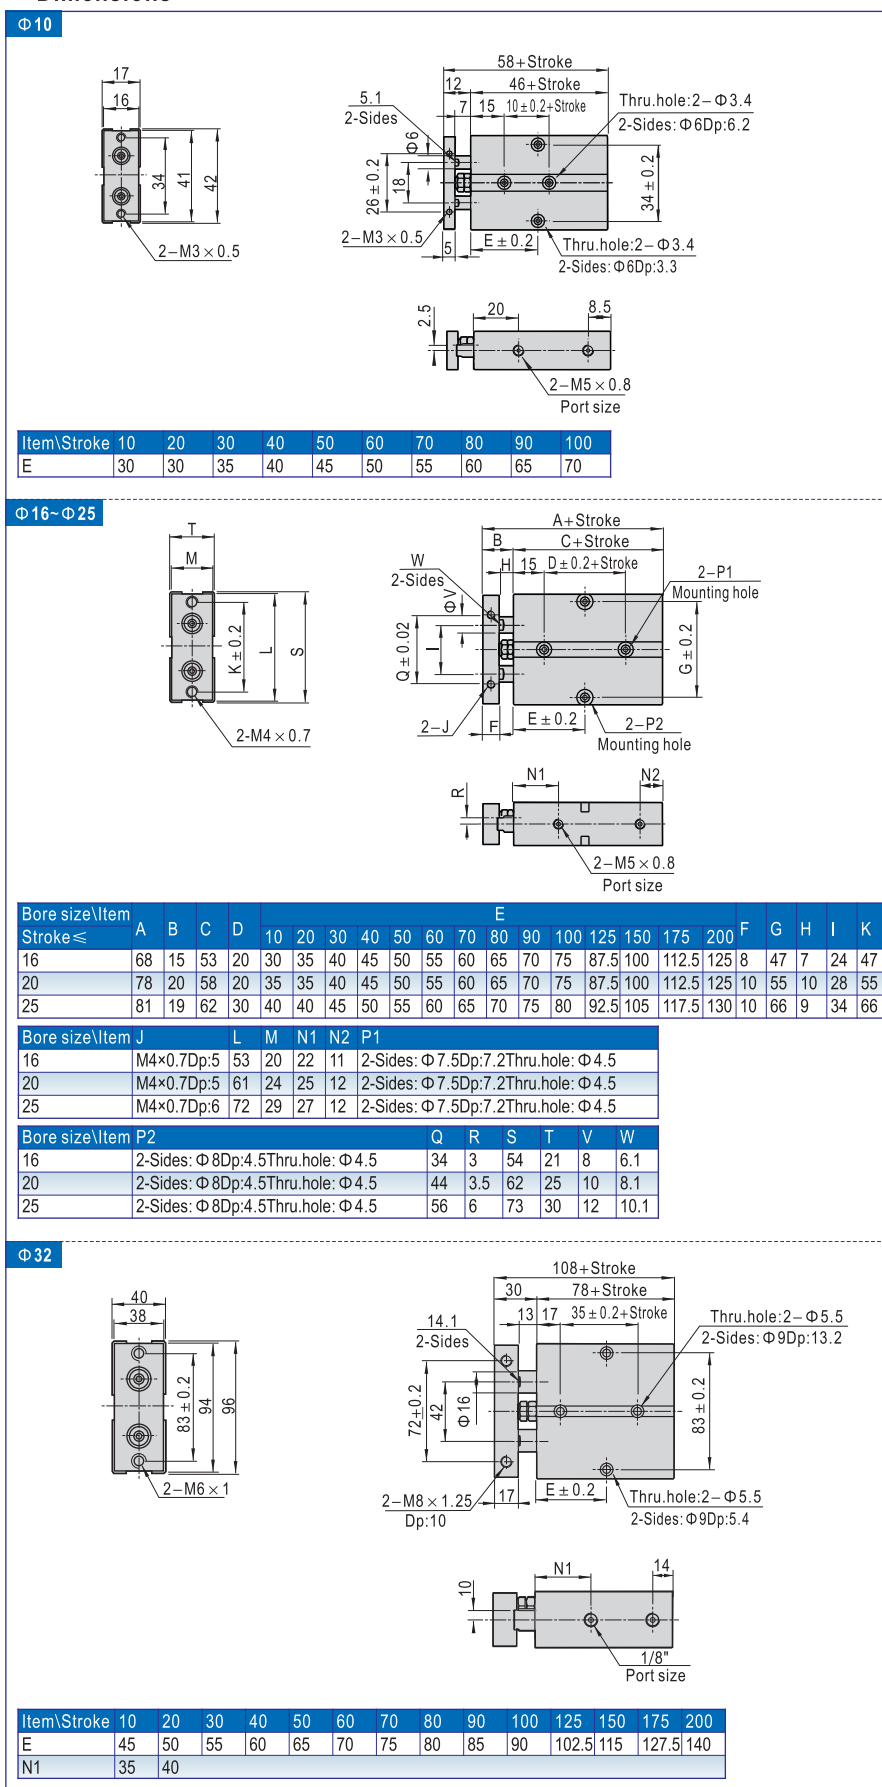 Dimensions
Φ10
58+Stroke
17
12
46+Stroke
16
5.1
7
15
10±0.2+Stroke
Thru.hole:2–Φ3.4
2-Sides
2-Sides:Φ6Dp:6.2
Φ6
34
41
42
26±0.2
18
34±0.2
2–M3×0.5
2–M3×0.5
5
E±0.2
Thru.hole:2–Φ3.4
2-Sides:Φ6Dp:3.3
2.5
20
8.5
2–M5×0.8
Port size
Item\Stroke 10 20 30 40 50 60 70 80 90 100
E 30 30 35 40 45 50 55 60 65 70
Φ16~Φ25
A+Stroke
T
B
C+Stroke
M
W
H
15
D±0.2+Stroke
2–P1
2-Sides
Mounting hole
ΦV
K±0.2
L
S
Q±0.02
I
G±0.2
2-M4×0.7
2–J
F
E±0.2
2–P2
Mounting hole
R
N1
N2
2–M5×0.8
Port size
Bore size\Item A B C D E F G H I K
Stroke≤ 10 20 30 40 50 60 70 80 90 100 125 150 175 200
16 68 15 53 20 30 35 40 45 50 55 60 65 70 75 87.5 100 112.5 125 8 47 7 24 47
20 78 20 58 20 35 35 40 45 50 55 60 65 70 75 87.5 100 112.5 125 10 55 10 28 55
25 81 19 62 30 40 40 45 50 55 60 65 70 75 80 92.5 105 117.5 130 10 66 9 34 66
Bore size\Item J L M N1 N2 P1
16 M4×0.7Dp:5 53 20 22 11 2-Sides:Φ7.5Dp:7.2Thru.hole:Φ4.5
20 M4×0.7Dp:5 61 24 25 12 2-Sides:Φ7.5Dp:7.2Thru.hole:Φ4.5
25 M4×0.7Dp:6 72 29 27 12 2-Sides:Φ7.5Dp:7.2Thru.hole:Φ4.5
Bore size\Item P2 Q R S T V W
16 2-Sides:Φ8Dp:4.5Thru.hole:Φ4.5 34 3 54 21 8 6.1
20 2-Sides:Φ8Dp:4.5Thru.hole:Φ4.5 44 3.5 62 25 10 8.1
25 2-Sides:Φ8Dp:4.5Thru.hole:Φ4.5 56 6 73 30 12 10.1
Φ32
108+Stroke
40
30
78+Stroke
38
14.1
13
17
35±0.2+Stroke
Thru.hole:2–Φ5.5
2-Sides
2-Sides:Φ9Dp:13.2
83±0.2
94
96
72±0.2
42
Φ16
83±0.2
2–M6×1
2–M8×1.25
Dp:10
17
E±0.2
Thru.hole:2–Φ5.5
2-Sides:Φ9Dp:5.4
10
N1
14
1/8"
Port size
Item\Stroke 10 20 30 40 50 60 70 80 90 100 125 150 175 200
E 45 50 55 60 65 70 75 80 85 90 102.5 115 127.5 140
N1 35 40